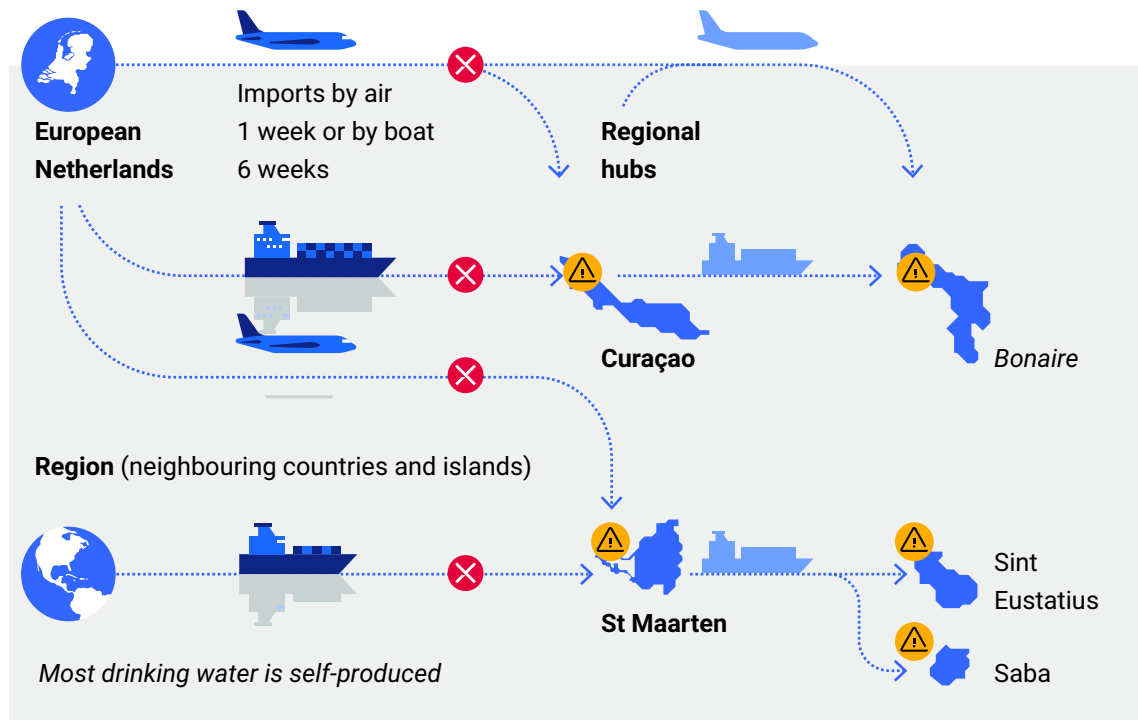 European
Netherlands
Imports by air
1 week or by boat
6 weeks
Regional
hubs
Curaçao
Bonaire
Region (neighbouring countries and islands)
St Maarten
Sint
Eustatius
Saba
Most drinking water is self-produced